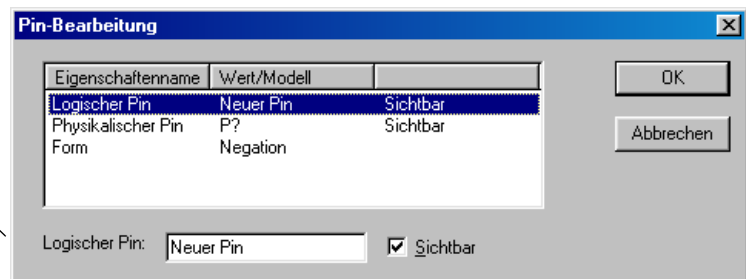 Pin-Bearbeitung
Eigenschaftenname Wert/Modell
OK
Logischer Pin Neuer Pin Sichtbar
Physikalischer Pin P? Sichtbar
Abbrechen
Form Negation
Logischer Pin: Neuer Pin Sichtbar